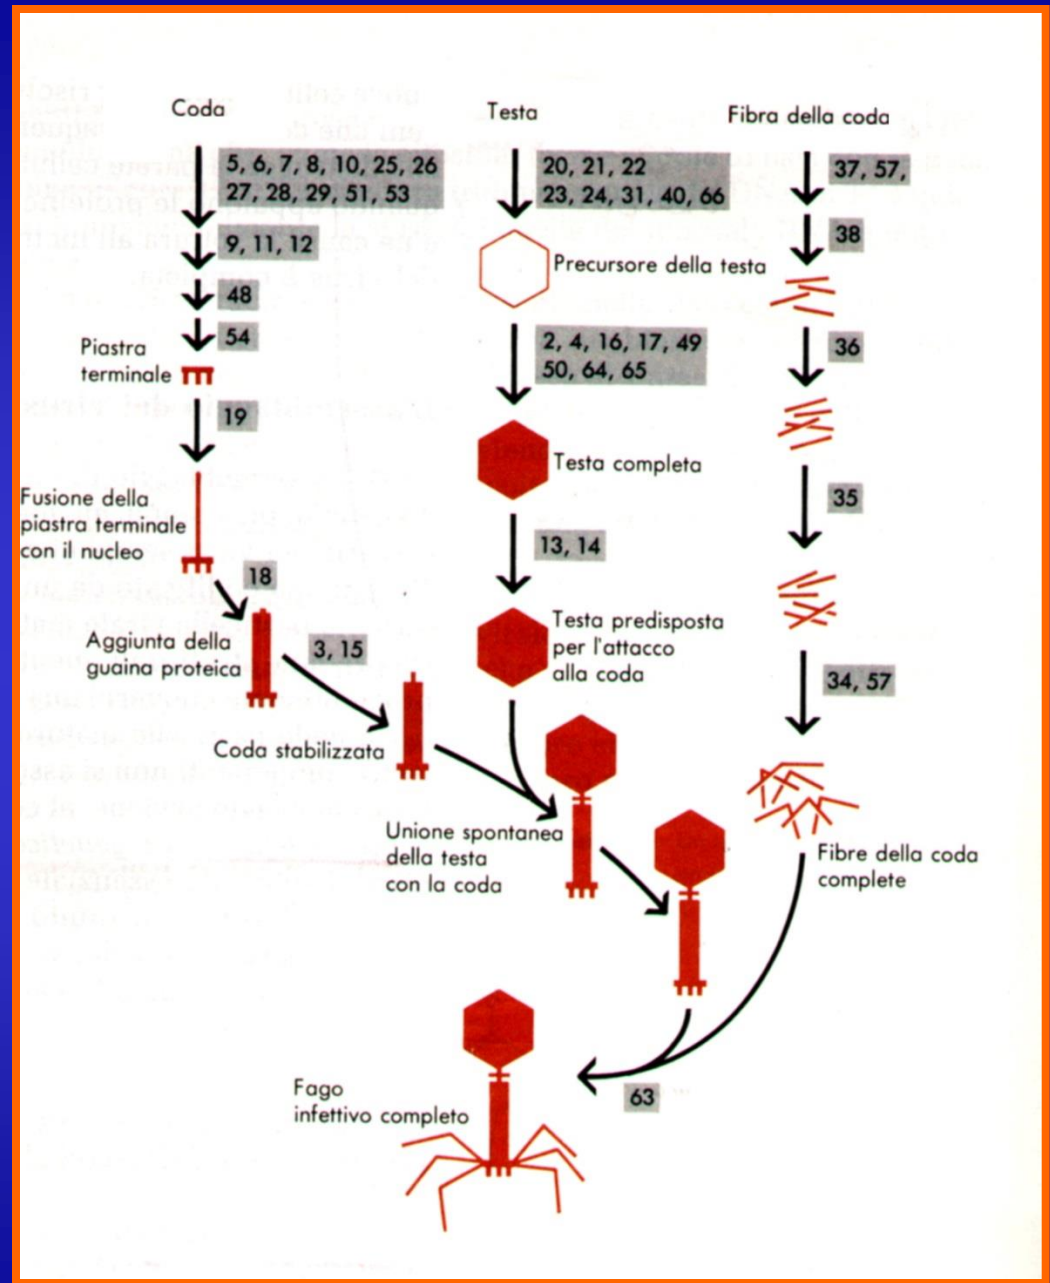 Coda
5, 6, 7, 8, 10, 25, 26
27, 28, 29, 51, 53
9, 11, 12
48
54
Piastra
terminale
19
Fusione della
piastra terminale
con il nucleo
18
Aggiunta della
guaina proteica
3, 15
Coda stabilizzata
Testa
20, 21, 22
23, 24, 31, 40, 66
Precursore della testa
2, 4, 16, 17, 49
50, 64, 65
Testa completa
13, 14
Testa predisposta
per l'attacco
alla coda
Unione spontanea
della testa
con la coda
Fibra della coda
37, 57,
38
36
35
34, 57
Fibre della coda
complete
63
Fago
infettivo completo